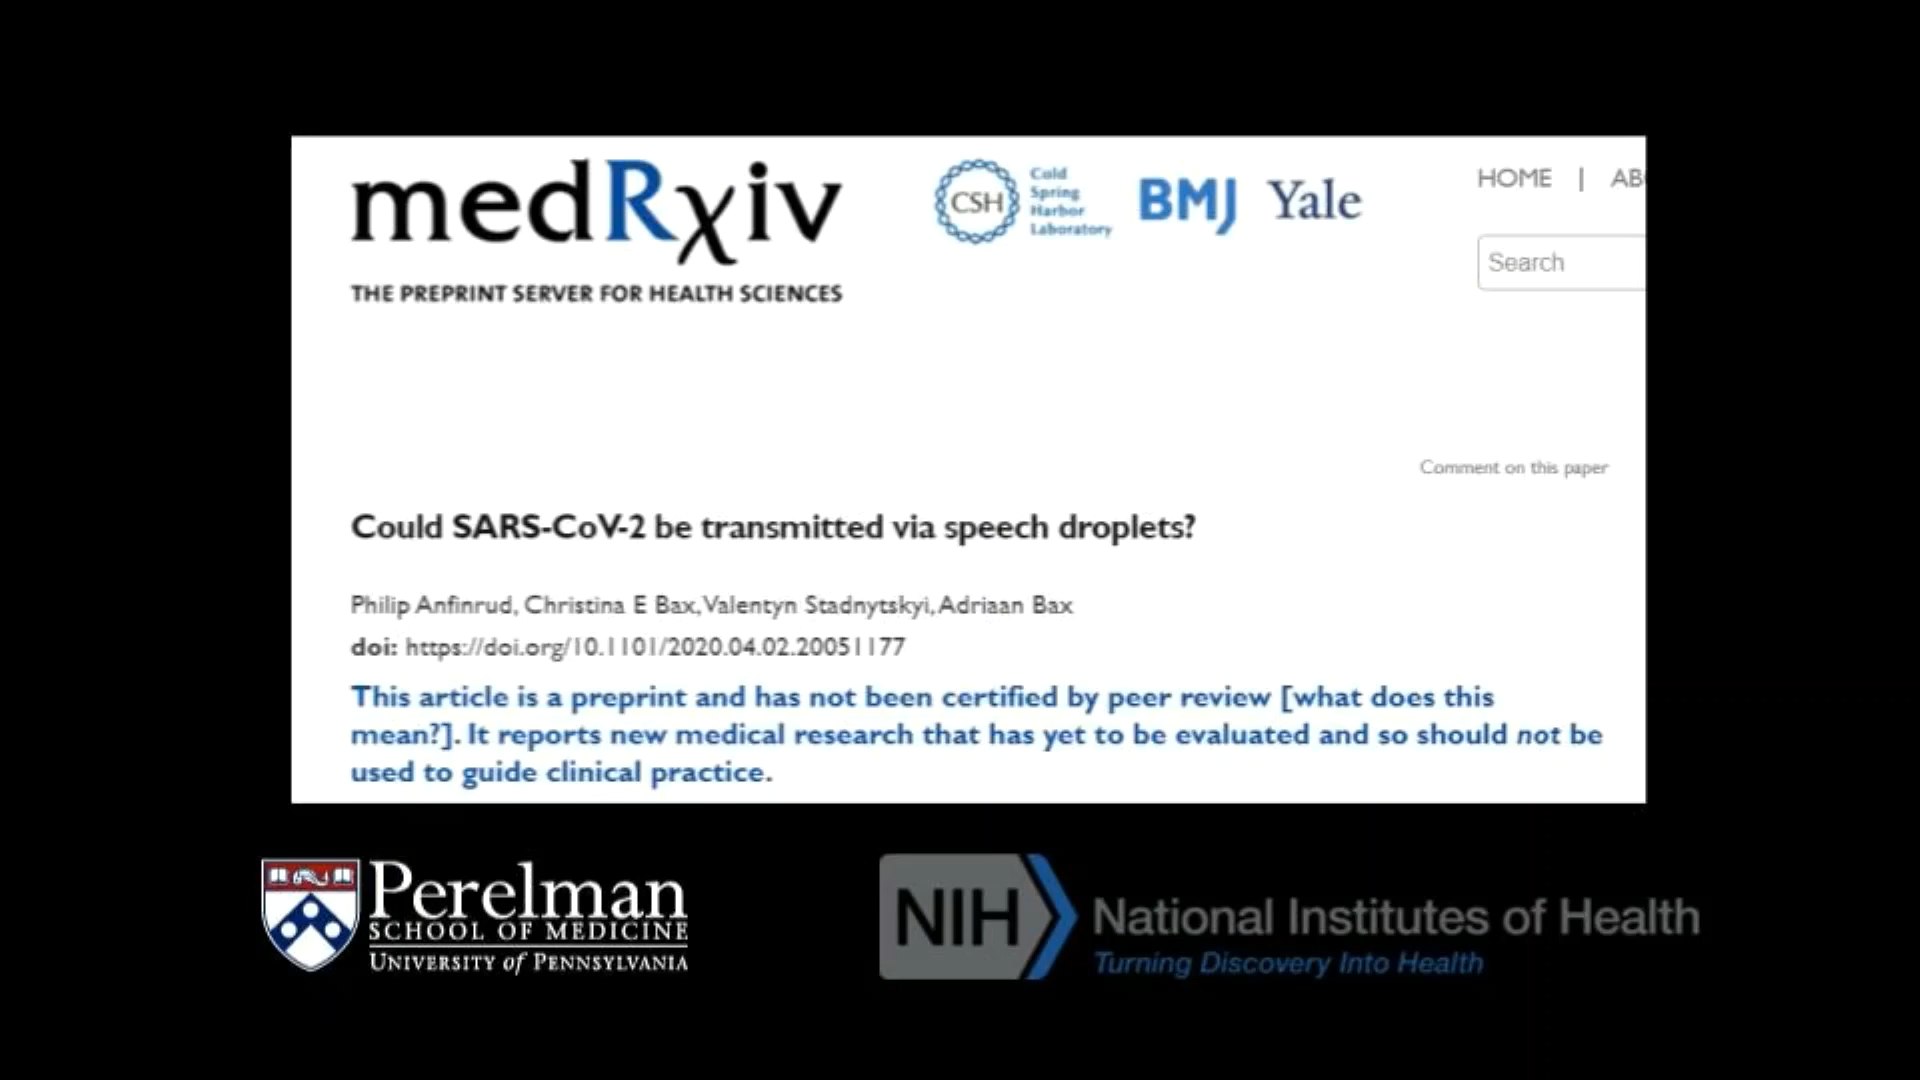 medRxiv
THE PREPRINT SERVER FOR HEALTH SCIENCES
CSH
Cold
Spring
Harbor
Laboratory
BMJ
Yale
HOME | AB
Search
Comment on this paper
Could SARS-CoV-2 be transmitted via speech droplets?
Philip Anfinrud, Christina E Bax, Valentyn Stadnytskyi, Adriaan Bax
doi: https://doi.org/10.1101/2020.04.02.20051177
This article is a preprint and has not been certified by peer review [what does this
mean?]. It reports new medical research that has yet to be evaluated and so should not be
used to guide clinical practice.
Perelman
SCHOOL OF MEDICINE
UNIVERSITY of PENNSYLVANIA
NIH
National Institutes of Health
Turning Discovery Into Health